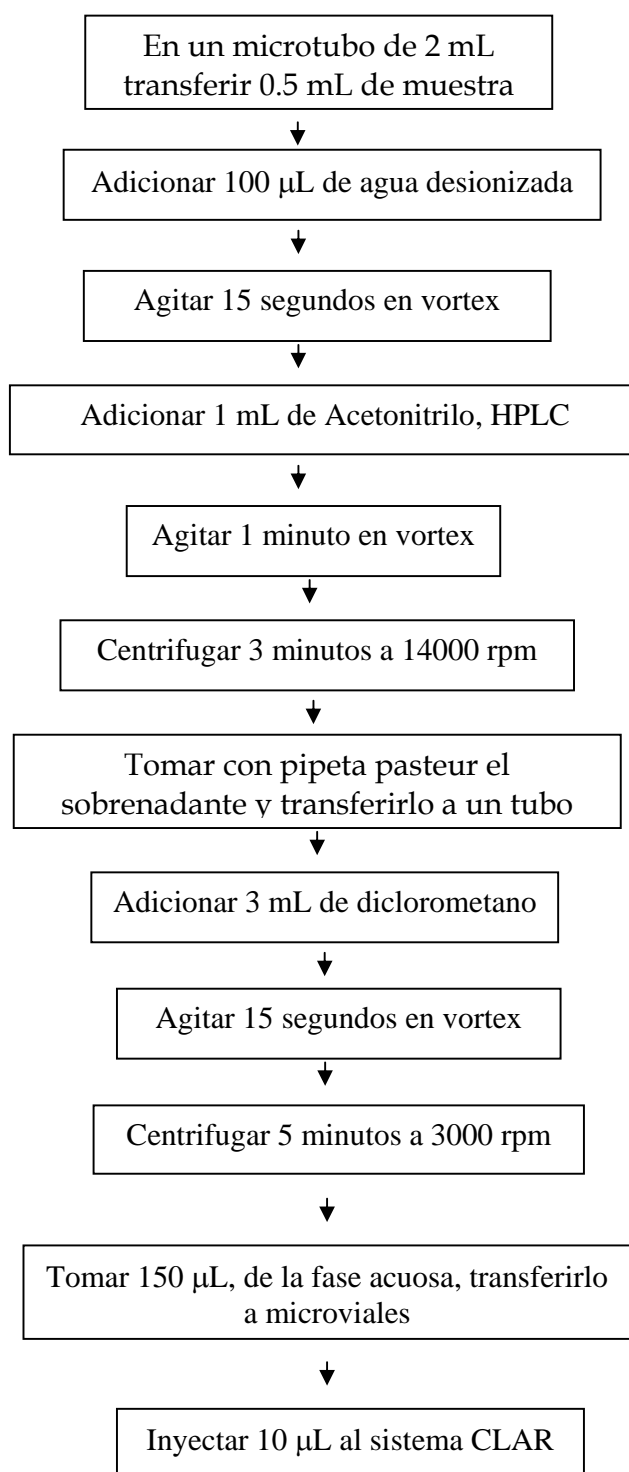 En un microtubo de 2 mL
transferir 0.5 mL de muestra
Adicionar 100 μL de agua desionizada
Agitar 15 segundos en vortex
Adicionar 1 mL de Acetonitrilo, HPLC
Agitar 1 minuto en vortex
Centrifugar 3 minutos a 14000 rpm
Tomar con pipeta pasteur el
sobrenadante y transferirlo a un tubo
Adicionar 3 mL de diclorometano
Agitar 15 segundos en vortex
Centrifugar 5 minutos a 3000 rpm
Tomar 150 μL, de la fase acuosa, transferirlo
a microviales
Inyectar 10 μL al sistema CLAR